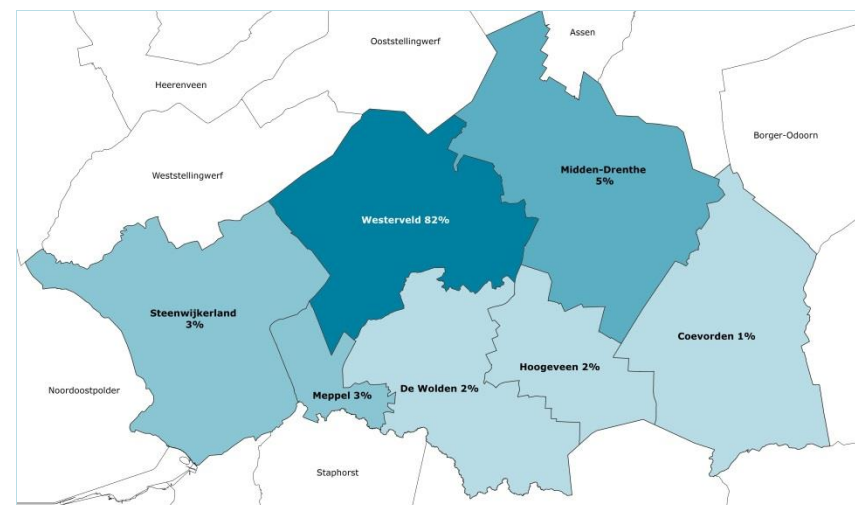 Ooststellingwerf
Assen
Heerenveen
Borger-Odoorn
Weststellingwerf
Midden-Drenthe
5%
Westerveld 82%
Steenwijkerland
3%
Coevorden 1%
Hoogeveen 2%
De Wolden 2%
Meppel 3%
Noordoostpolder
Staphorst